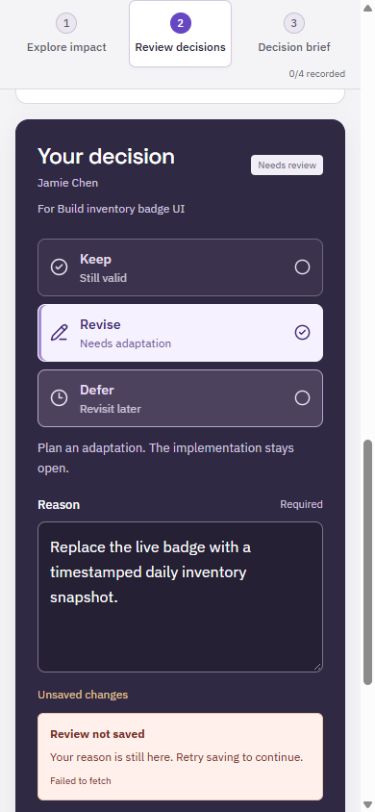 1
2
3
Explore impact
Review decisions
Decision brief
0/4 recorded
Your decision
Needs review
Jamie Chen
For Build inventory badge UI
Keep
Still valid
Revise
Needs adaptation
Defer
Revisit later
Plan an adaptation. The implementation stays
open.
Reason
Required
Replace the live badge with a
timestamped daily inventory
snapshot.
Unsaved changes
Review not saved
Your reason is still here. Retry saving to continue.
Failed to fetch